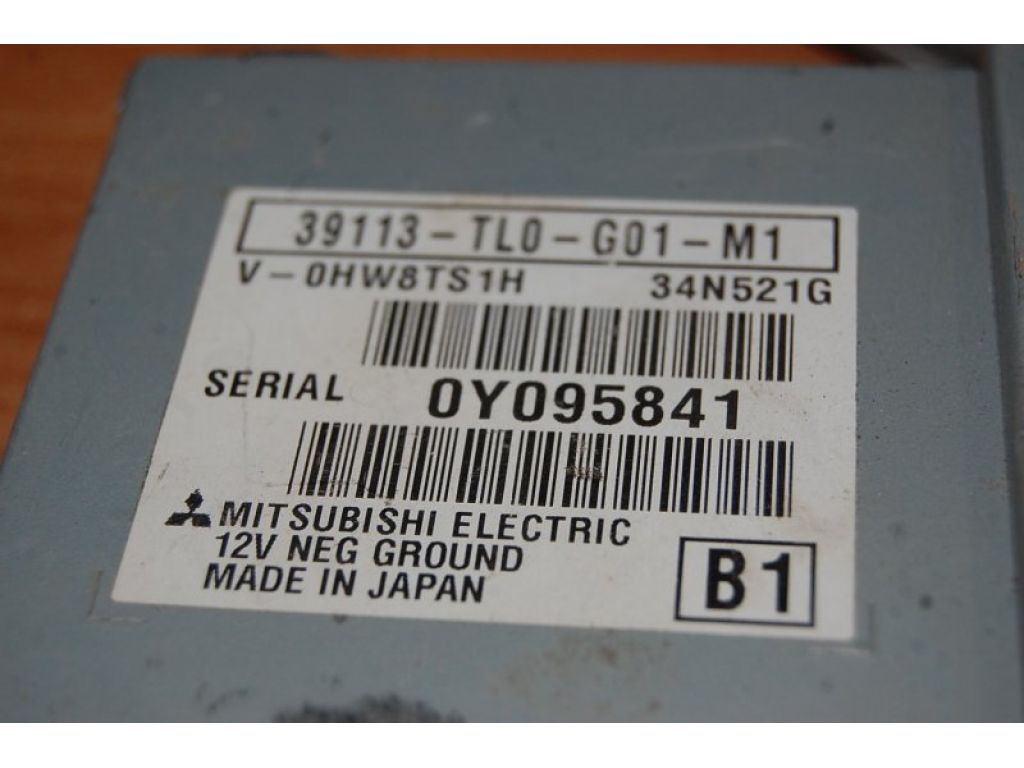 39113-TL0-G01-M1
V-0HW8TS1H 34N521G
SERIAL 0Y095841
MITSUBISHI ELECTRIC
12V NEG GROUND
MADE IN JAPAN
B1